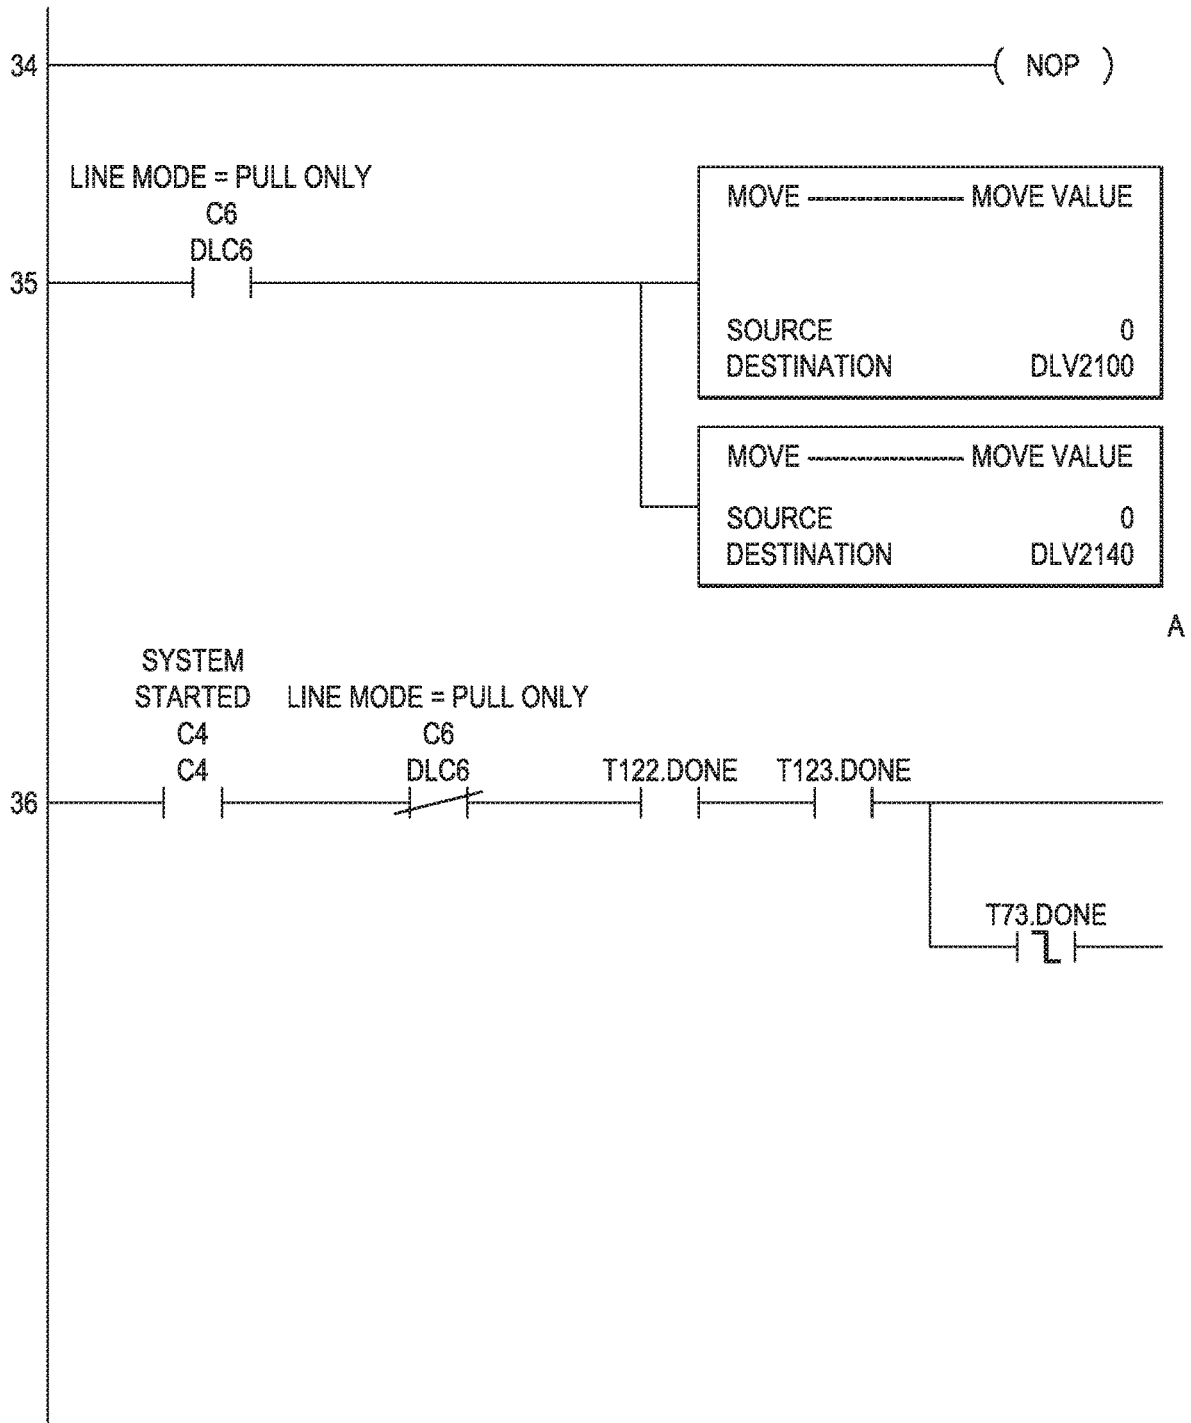 34 ( NOP )
LINE MODE = PULL ONLY
C6
DLC6
35
MOVE MOVE VALUE
SOURCE 0
DESTINATION DLV2100
MOVE MOVE VALUE
SOURCE 0
DESTINATION DLV2140
A
SYSTEM
STARTED LINE MODE = PULL ONLY
C4 C6
C4 DLC6 T122.DONE T123.DONE
36
T73.DONE